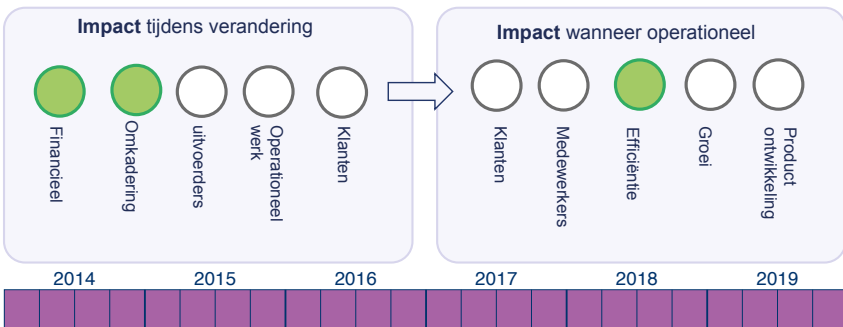 Impact tijdens verandering
Financieel
Omkadering
uitvoerders
Operationeel
werk
Klanten
Impact wanneer operationeel
Klanten
Medewerkers
Efficiëntie
Groei
Product
ontwikkeling
2014 2015 2016 2017 2018 2019